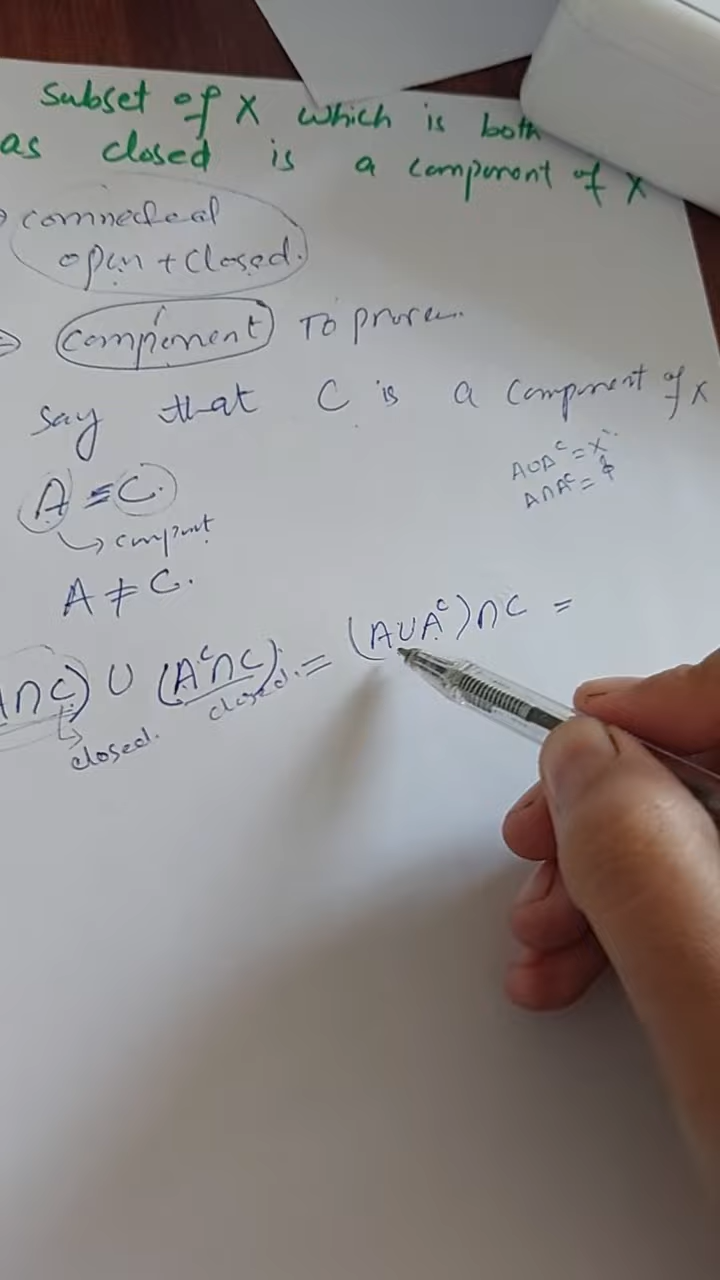 subset of X which is both
as closed is a component of X
connected
open + closed.
component To prove
say that C is a component of X
A ∪ A^c = X
A ∩ A^c = ϕ
A = C.
↳ compnt
A ≠ C.
∩ C) ∪ (A^c ∩ C) = (A ∪ A^c) ∩ C =
closed. closed.